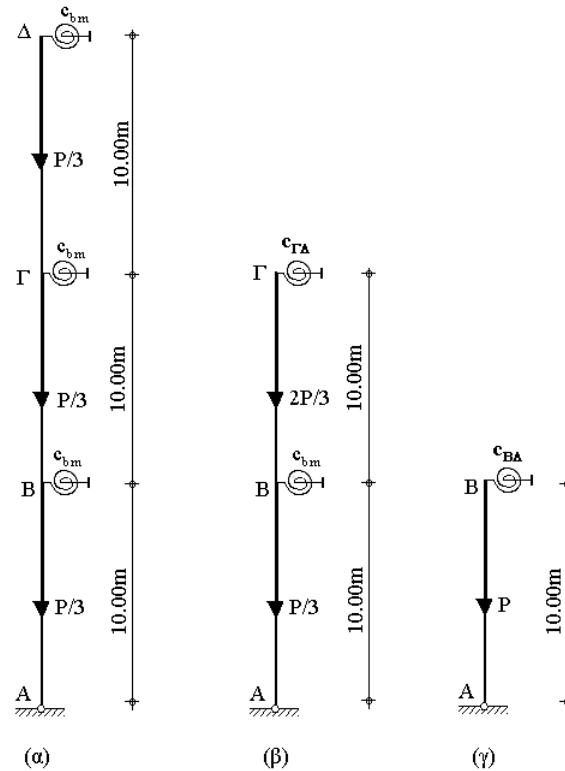 Δ
c_bm
P/3
10.00m
Γ
c_bm
P/3
10.00m
B
c_bm
P/3
10.00m
A
(α)
Γ
c_ΓΔ
2P/3
10.00m
B
c_bm
P/3
10.00m
A
(β)
B
c_BΔ
P
10.00m
A
(γ)